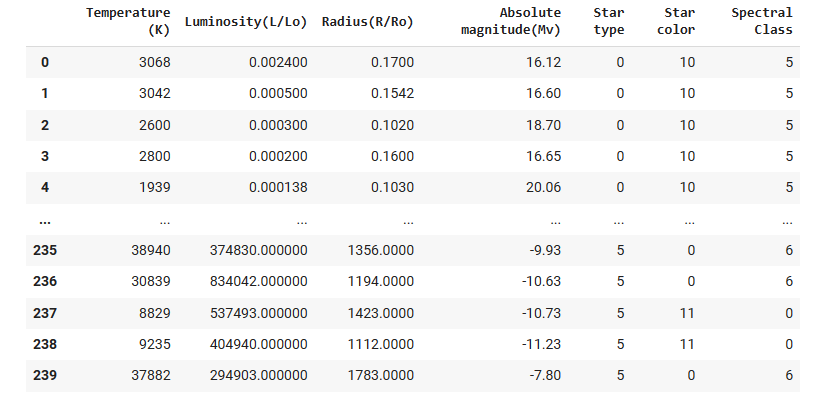 Temperature (K) Luminosity(L/Lo) Radius(R/Ro) Absolute magnitude(Mv) Star type Star color Spectral Class
0 3068 0.002400 0.1700 16.12 0 10 5
1 3042 0.000500 0.1542 16.60 0 10 5
2 2600 0.000300 0.1020 18.70 0 10 5
3 2800 0.000200 0.1600 16.65 0 10 5
4 1939 0.000138 0.1030 20.06 0 10 5
... ... ... ... ... ... ... ...
235 38940 374830.000000 1356.0000 -9.93 5 0 6
236 30839 834042.000000 1194.0000 -10.63 5 0 6
237 8829 537493.000000 1423.0000 -10.73 5 11 0
238 9235 404940.000000 1112.0000 -11.23 5 11 0
239 37882 294903.000000 1783.0000 -7.80 5 0 6